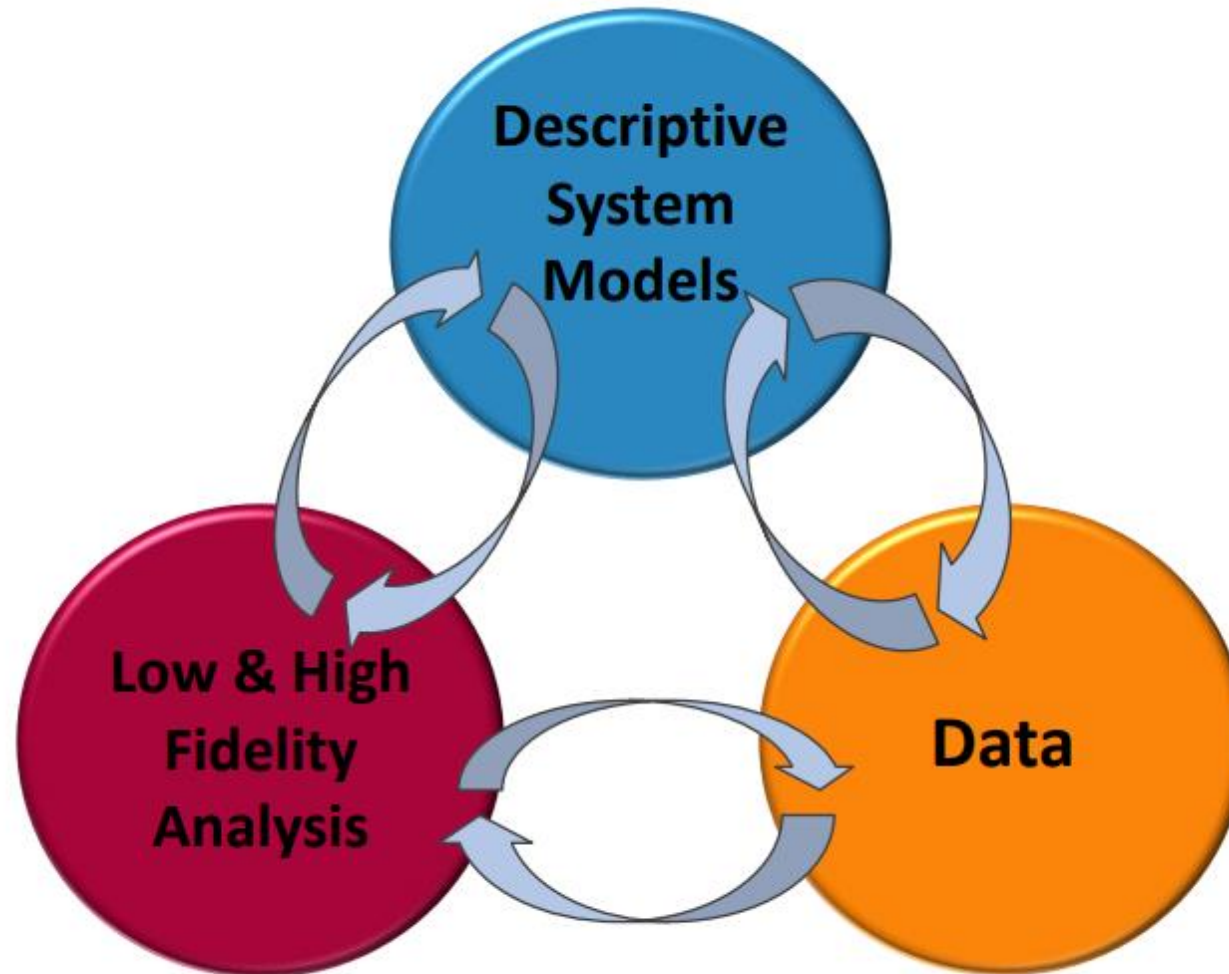 Descriptive
System
Models
Low & High
Fidelity
Analysis
Data